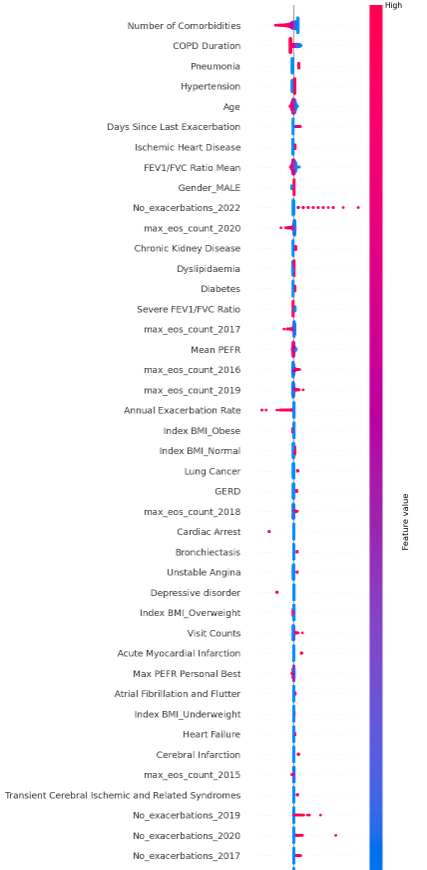 High
Number of Comorbidities
COPD Duration
Pneumonia
Hypertension
Age
Days Since Last Exacerbation
Ischemic Heart Disease
FEV1/FVC Ratio Mean
Gender_MALE
No_exacerbations_2022
max_eos_count_2020
Chronic Kidney Disease
Dyslipidaemia
Diabetes
Severe FEV1/FVC Ratio
max_eos_count_2017
Mean PEFR
max_eos_count_2016
max_eos_count_2019
Annual Exacerbation Rate
Index BMI_Obese
Index BMI_Normal
Lung Cancer
GERD
max_eos_count_2018
Cardiac Arrest
Bronchiectasis
Unstable Angina
Depressive disorder
Index BMI_Overweight
Visit Counts
Acute Myocardial Infarction
Max PEFR Personal Best
Atrial Fibrillation and Flutter
Index BMI_Underweight
Heart Failure
Cerebral Infarction
max_eos_count_2015
Transient Cerebral Ischemic and Related Syndromes
No_exacerbations_2019
No_exacerbations_2020
No_exacerbations_2017
Feature value